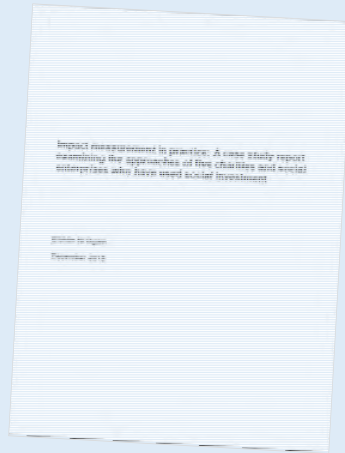 Impact measurement in practice: A case study report
examining the approaches of five charities and social
enterprises who have used social investment
December